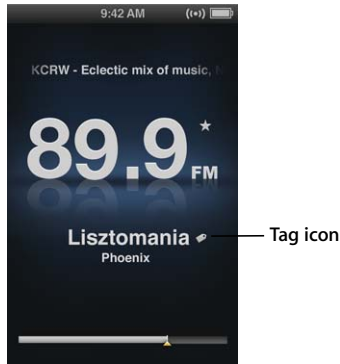 9:42 AM
KCRW - Eclectic mix of music,
89.9 FM
Lisztomania
Tag icon
Phoenix